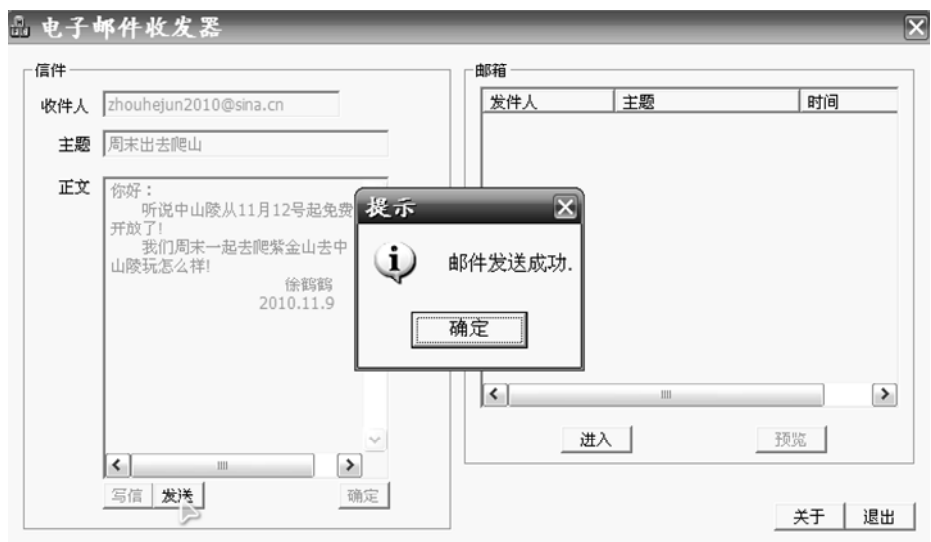 电子邮件收发器
信件
收件人 zhouhejun2010@sina.cn
主题 周末出去爬山
正文 你好：
听说中山陵从11月12号起免费
开放了!
我们周末一起去爬紫金山去中
山陵玩怎么样!
徐鹤鹤
2010.11.9
写信 发送 确定
邮箱
发件人 主题 时间
进入 预览
提示
邮件发送成功.
确定
关于 退出